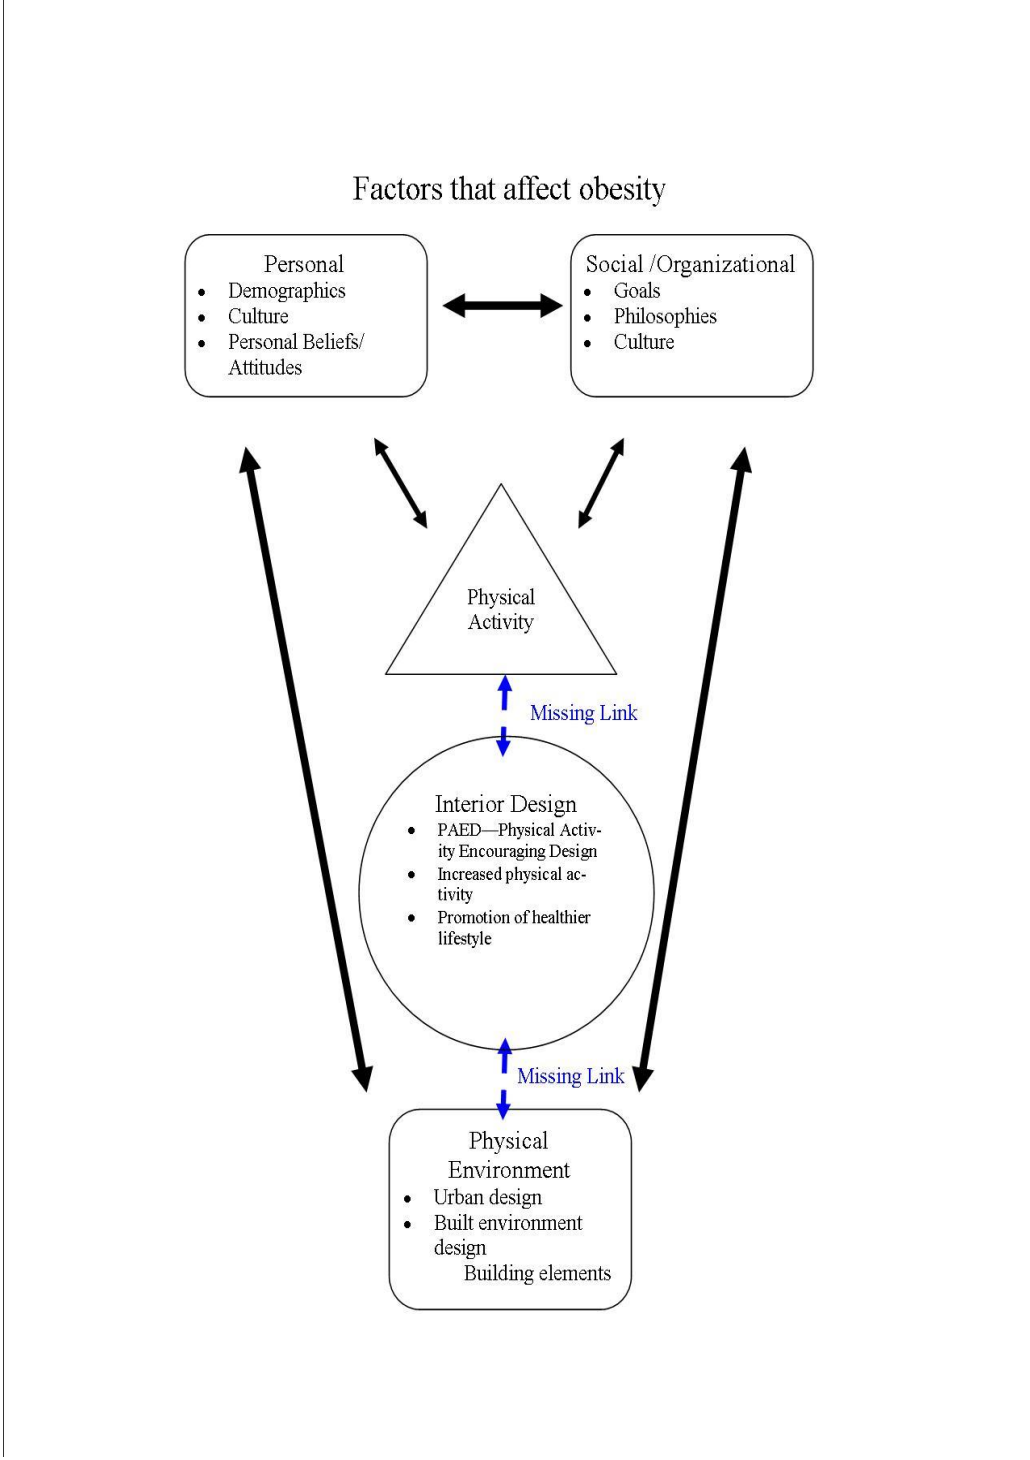 Factors that affect obesity
Personal
• Demographics
• Culture
• Personal Beliefs/
Attitudes
Social /Organizational
• Goals
• Philosophies
• Culture
Physical
Activity
Missing Link
Interior Design
• PAED—Physical Activ-
ity Encouraging Design
• Increased physical ac-
tivity
• Promotion of healthier
lifestyle
Missing Link
Physical
Environment
• Urban design
• Built environment
design
Building elements